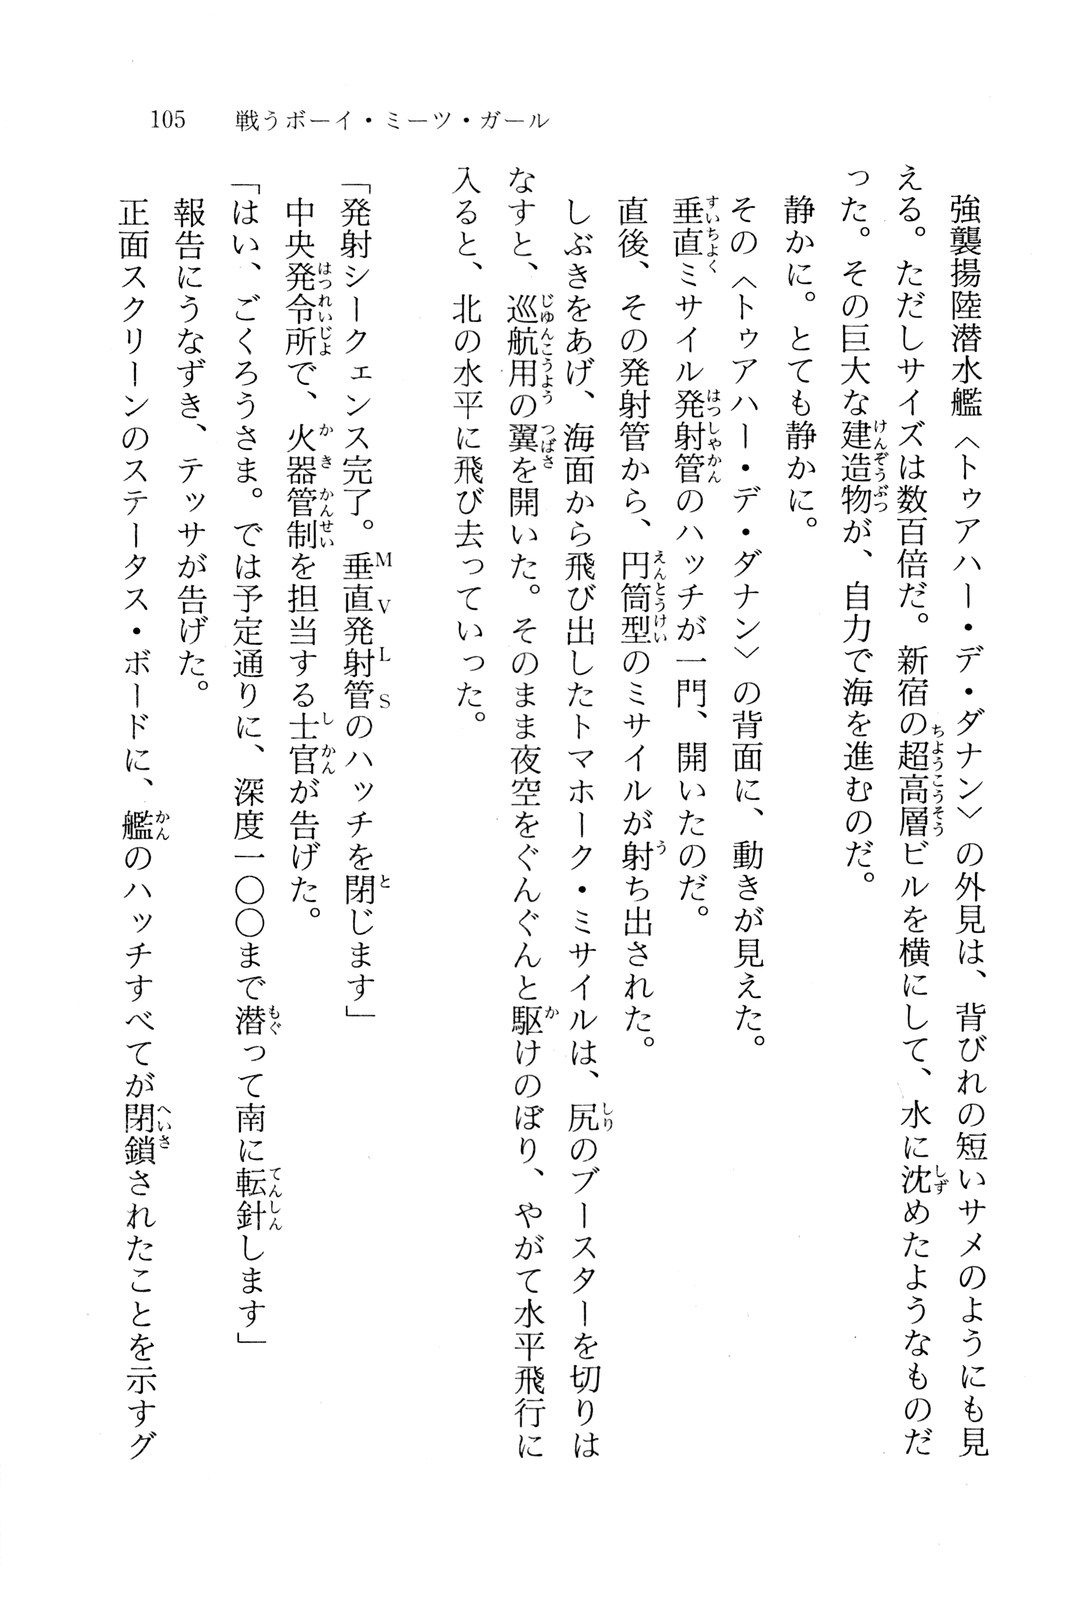 105　戦うボーイ・ミーツ・ガール
　強襲揚陸潜水艦〈トゥアハー・デ・ダナン〉の外見は、背びれの短いサメのようにも見
える。ただしサイズは数百倍だ。新宿の超高層ビルを横にして、水に沈めたようなものだ
った。その巨大な建造物が、自力で海を進むのだ。
　静かに。とても静かに。
　その〈トゥアハー・デ・ダナン〉の背面に、動きが見えた。
　垂直ミサイル発射管のハッチが一門、開いたのだ。
　直後、その発射管から、円筒型のミサイルが射ち出された。
　しぶきをあげ、海面から飛び出したトマホーク・ミサイルは、尻のブースターを切りは
なすと、巡航用の翼を開いた。そのまま夜空をぐんぐんと駆けのぼり、やがて水平飛行に
入ると、北の水平に飛び去っていった。
「発射シークェンス完了。垂直発射管のハッチを閉じます」
　中央発令所で、火器管制を担当する士官が告げた。
「はい、ごくろうさま。では予定通りに、深度一〇〇まで潜って南に転針します」
　報告にうなずき、テッサが告げた。
　正面スクリーンのステータス・ボードに、艦のハッチすべてが閉鎖されたことを示すグ